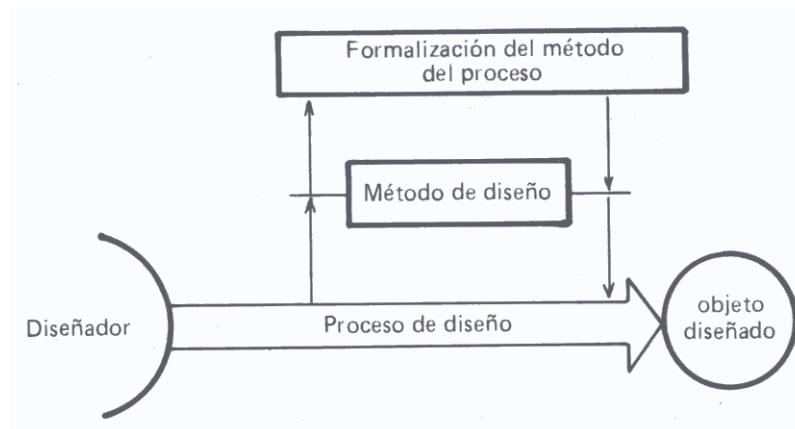 Formalización del método
del proceso
Método de diseño
Diseñador
Proceso de diseño
objeto
diseñado